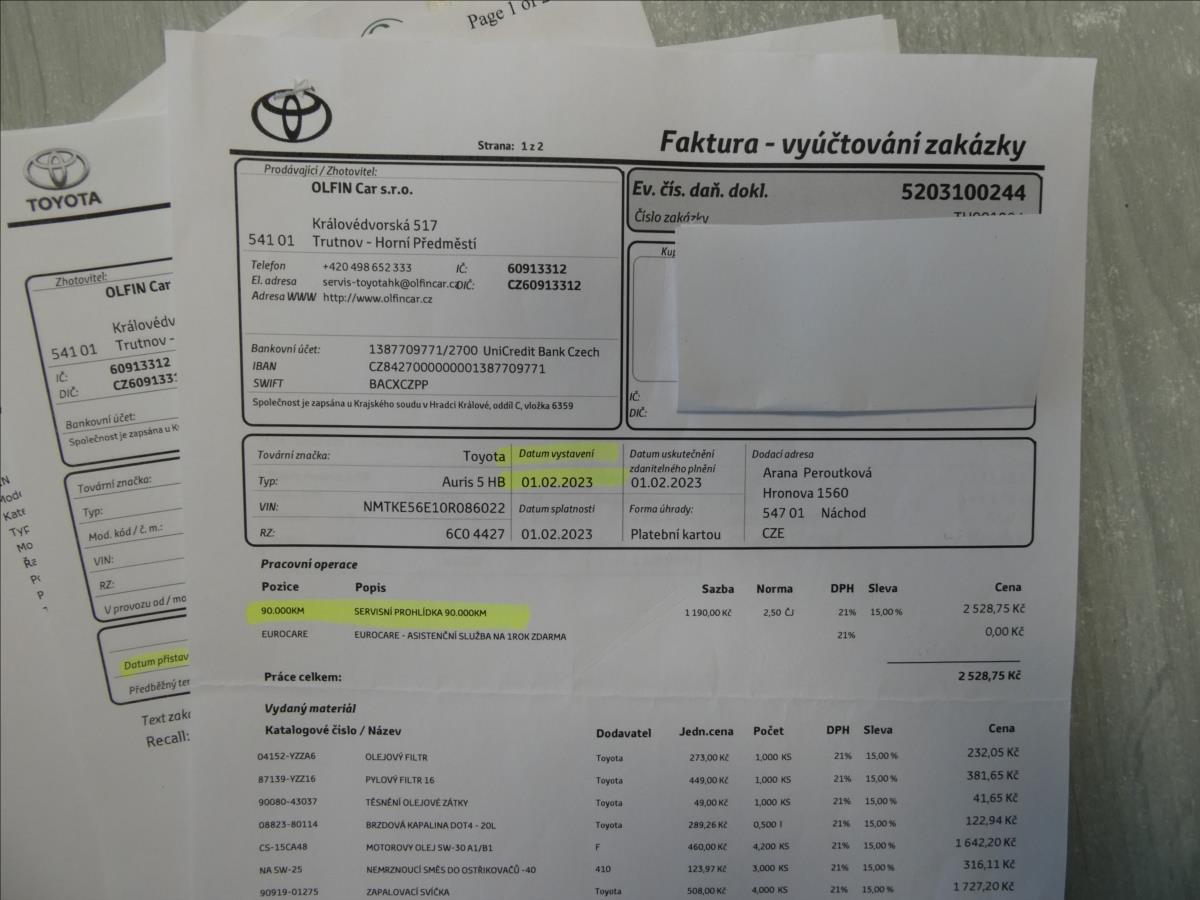 Page 1 of
TOYOTA
Zhotovitel:
OLFIN Car
Královédv
541 01 Trutnov -
IČ: 60913312
DIČ: CZ6091331
Bankovní účet:
Společnost je zapsána u K
Tovární značka:
Typ:
Mod. kód / č. m.:
VIN:
RZ:
V provozu od / mo
Datum přistav
Předběžný ter
Text zak
Recall:
Strana: 1 z 2
Faktura - vyúčtování zakázky
Prodávající / Zhotovitel:
OLFIN Car s.r.o.
Královédvorská 517
541 01 Trutnov - Horní Předměstí
Telefon +420 498 652 333 IČ: 60913312
El. adresa servis-toyotahk@olfincar.cz DIČ: CZ60913312
Adresa WWW http://www.olfincar.cz
Bankovní účet: 1387709771/2700 UniCredit Bank Czech
IBAN CZ8427000000001387709771
SWIFT BACXCZPP
Společnost je zapsána u Krajského soudu v Hradci Králové, oddíl C, vložka 6359
Ev. čís. daň. dokl. 5203100244
Číslo zakázky
Kup
IČ:
DIČ:
Tovární značka: Toyota
Typ: Auris 5 HB
VIN: NMTKE56E10R086022
RZ: 6C0 4427
Datum vystavení
01.02.2023
Datum splatnosti
01.02.2023
Datum uskutečnění
zdanitelného plnění
01.02.2023
Forma úhrady:
Platební kartou
Dodací adresa
Arana Peroutková
Hronova 1560
547 01 Náchod
CZE
Pracovní operace
Pozice Popis Sazba Norma DPH Sleva Cena
90.000KM SERVISNÍ PROHLÍDKA 90.000KM 1 190,00 Kč 2,50 ČJ 21% 15,00 % 2 528,75 Kč
EUROCARE EUROCARE - ASISTENČNÍ SLUŽBA NA 1ROK ZDARMA 21% 0,00 Kč
Práce celkem: 2 528,75 Kč
Vydaný materiál
Katalogové číslo / Název Dodavatel Jedn.cena Počet DPH Sleva Cena
04152-YZZA6 OLEJOVÝ FILTR Toyota 273,00 Kč 1,000 KS 21% 15,00 % 232,05 Kč
87139-YZZ16 PYLOVÝ FILTR 16 Toyota 449,00 Kč 1,000 KS 21% 15,00 % 381,65 Kč
90080-43037 TĚSNĚNÍ OLEJOVÉ ZÁTKY Toyota 49,00 Kč 1,000 KS 21% 15,00 % 41,65 Kč
08823-80114 BRZDOVÁ KAPALINA DOT4 - 20L Toyota 289,26 Kč 0,500 l 21% 15,00 % 122,94 Kč
CS-15CA48 MOTOROVY OLEJ 5W-30 A1/B1 F 460,00 Kč 4,200 KS 21% 15,00 % 1 642,20 Kč
NA 5W-25 NEMRZNOUCÍ SMĚS DO OSTŘIKOVAČŮ -40 410 123,97 Kč 3,000 KS 21% 15,00 % 316,11 Kč
90919-01275 ZAPALOVACÍ SVÍČKA Toyota 508,00 Kč 4,000 KS 21% 15,00 % 1 727,20 Kč